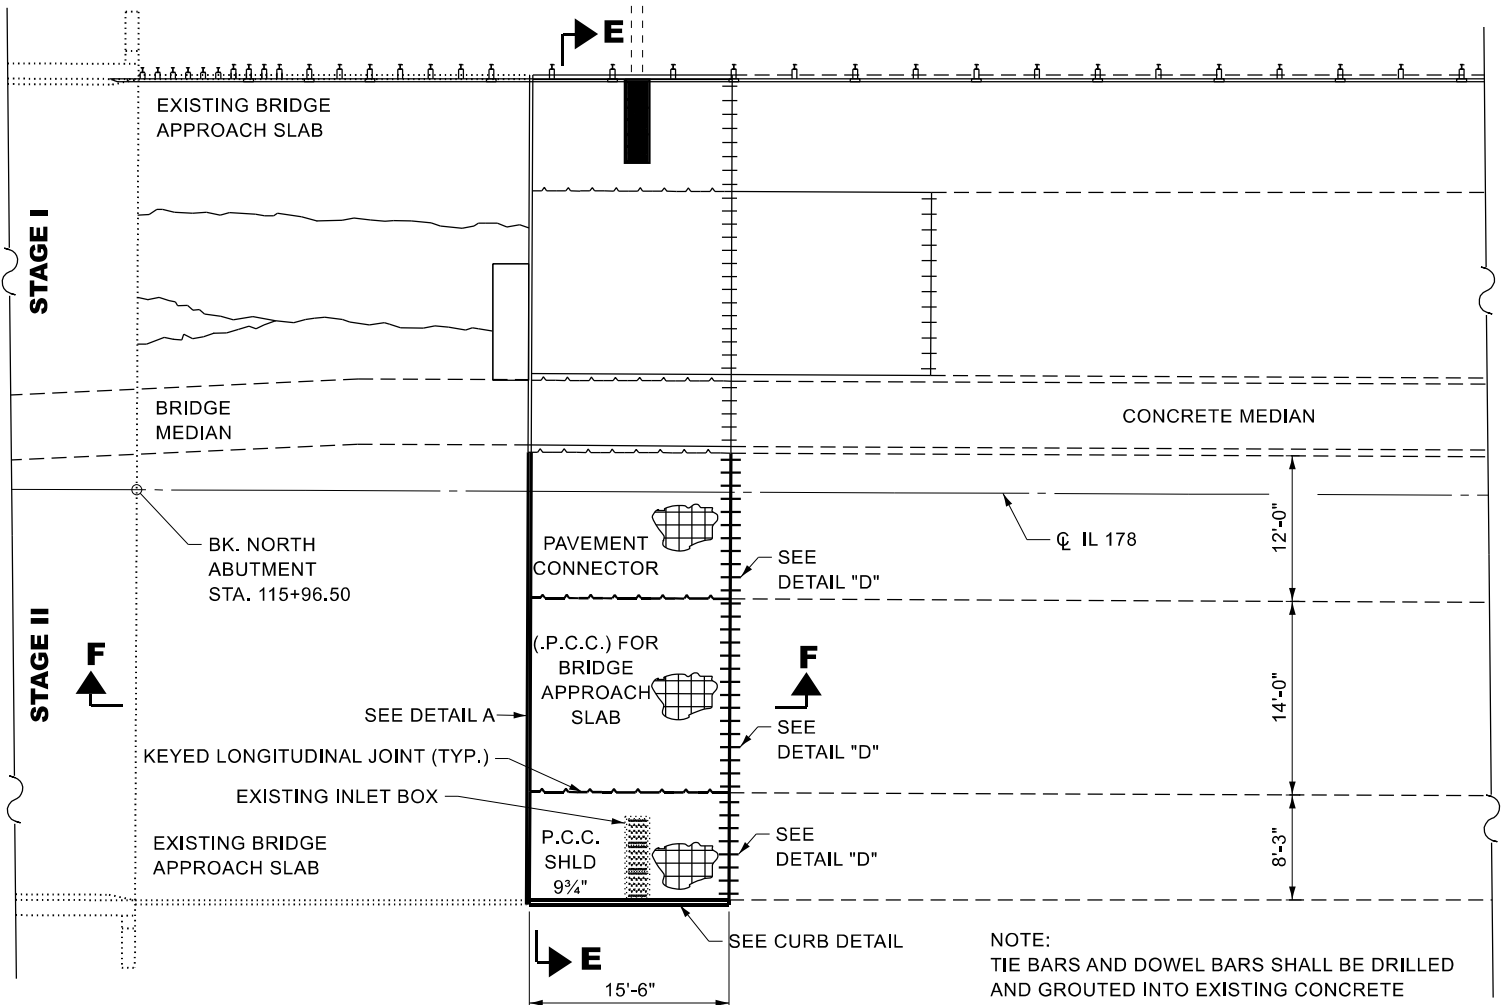 E
EXISTING BRIDGE
APPROACH SLAB
STAGE I
BRIDGE
MEDIAN
CONCRETE MEDIAN
BK. NORTH
ABUTMENT
STA. 115+96.50
PAVEMENT
CONNECTOR
SEE
DETAIL "D"
℄ IL 178
12'-0"
STAGE II
F
(.P.C.C.) FOR
BRIDGE
APPROACH
SLAB
F
14'-0"
SEE DETAIL A
SEE
DETAIL "D"
KEYED LONGITUDINAL JOINT (TYP.)
EXISTING INLET BOX
EXISTING BRIDGE
APPROACH SLAB
P.C.C.
SHLD
9¾"
SEE
DETAIL "D"
8'-3"
SEE CURB DETAIL
E
15'-6"
NOTE:
TIE BARS AND DOWEL BARS SHALL BE DRILLED
AND GROUTED INTO EXISTING CONCRETE